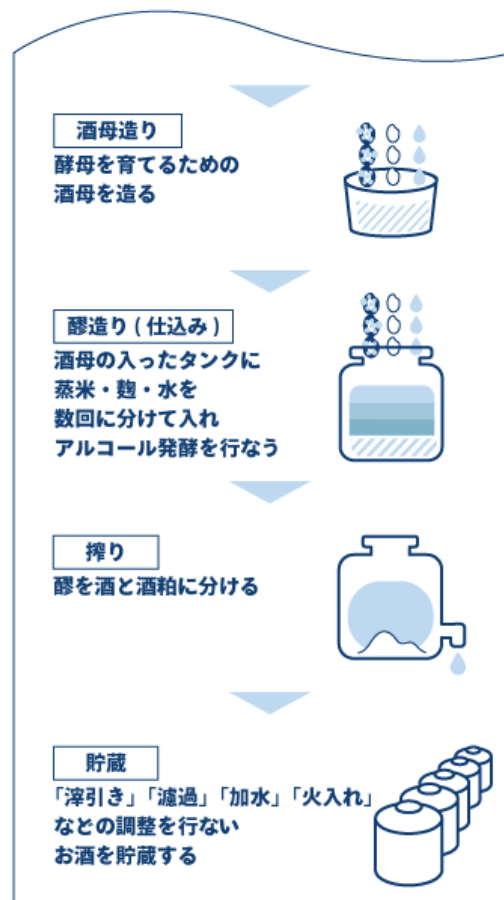 酒母造り
酵母を育てるための
酒母を造る
醪造り(仕込み)
酒母の入ったタンクに
蒸米・麹・水を
数回に分けて入れ
アルコール発酵を行なう
搾り
醪を酒と酒粕に分ける
貯蔵
「滓引き」「濾過」「加水」「火入れ」
などの調整を行ない
お酒を貯蔵する